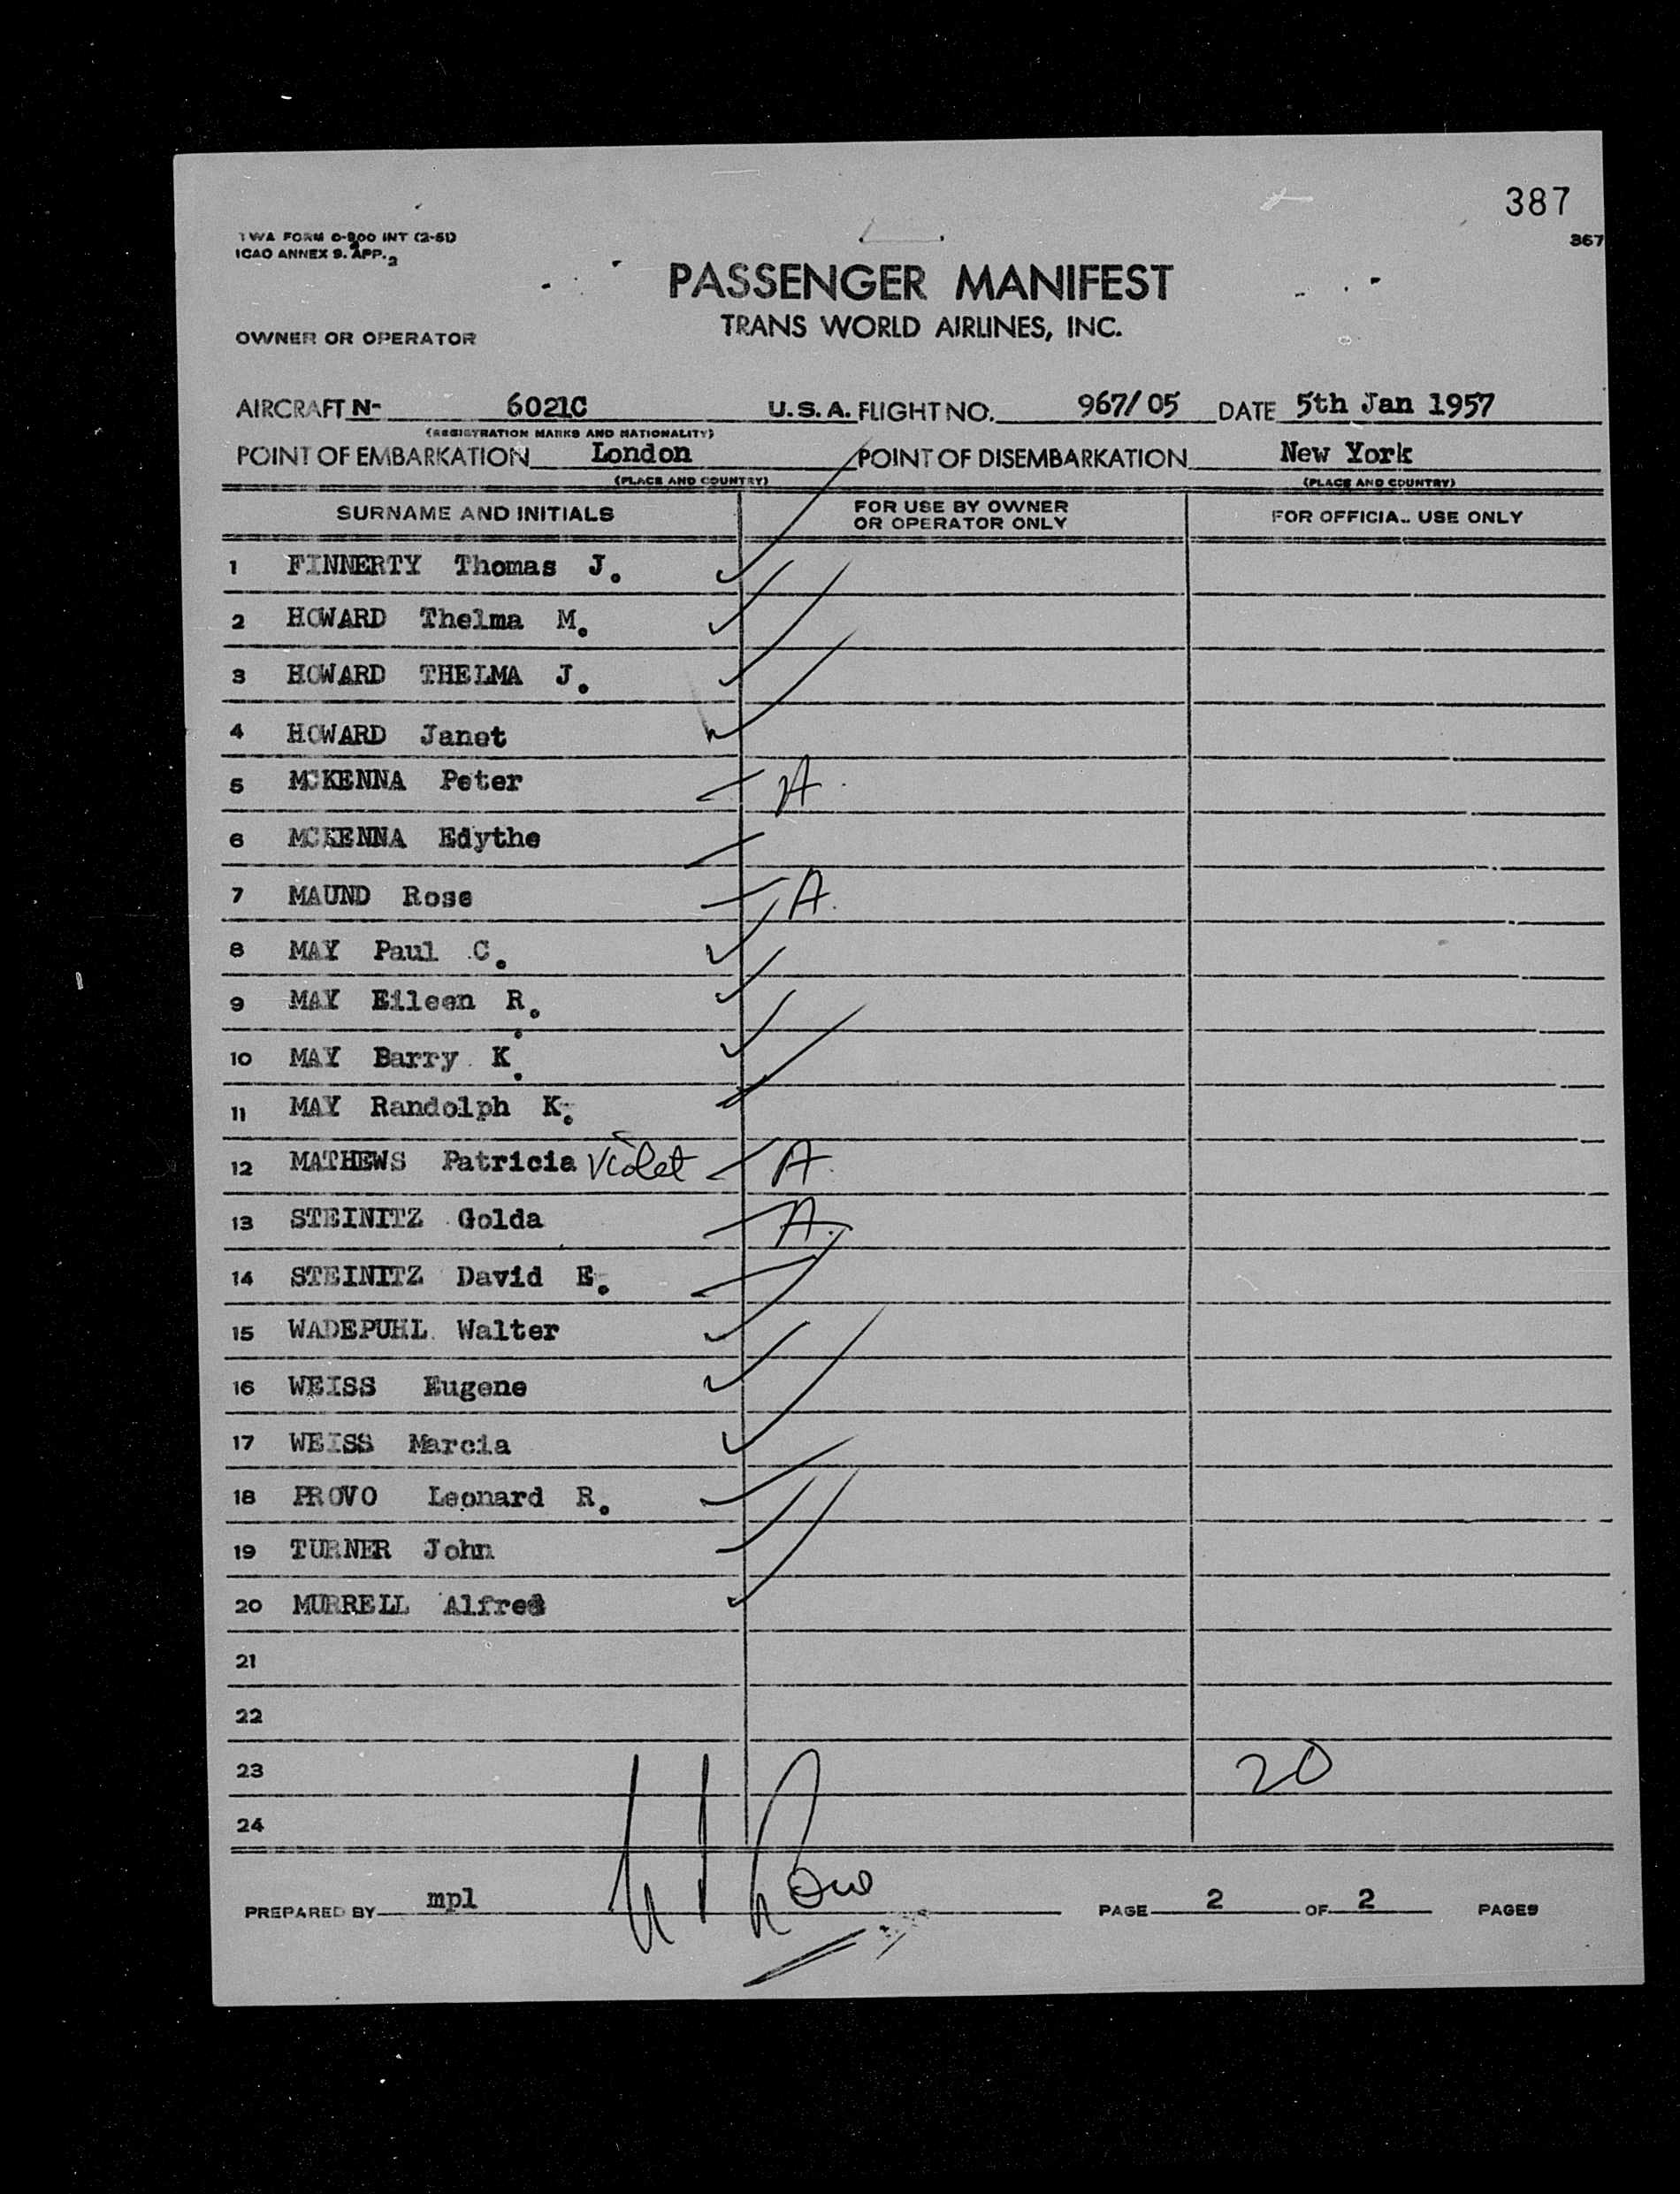 387
367
TWA FORM O-900 INT (2-51)
ICAO ANNEX 9. APP. 2
PASSENGER MANIFEST
TRANS WORLD AIRLINES, INC.
OWNER OR OPERATOR
AIRCRAFT N- 6021C U.S.A. FLIGHT NO. 967/05 DATE 5th Jan 1957
(REGISTRATION MARKS AND NATIONALITY)
POINT OF EMBARKATION London POINT OF DISEMBARKATION New York
(PLACE AND COUNTRY) (PLACE AND COUNTRY)
SURNAME AND INITIALS FOR USE BY OWNER OR OPERATOR ONLY FOR OFFICIAL USE ONLY
1 FINNERTY Thomas J.
2 HOWARD Thelma M.
3 HOWARD THELMA J.
4 HOWARD Janet
5 MCKENNA Peter A.
6 MCKENNA Edythe
7 MAUND Rose A.
8 MAY Paul C.
9 MAY Eileen R.
10 MAY Barry K.
11 MAY Randolph K.
12 MATHEWS Patricia Violet A.
13 STEINITZ Golda A.
14 STEINITZ David E.
15 WADEPUHL Walter
16 WEISS Eugene
17 WEISS Marcia
18 PROVO Leonard R.
19 TURNER John
20 MURRELL Alfred
21
22
23 20
24
PREPARED BY mpl PAGE 2 OF 2 PAGES